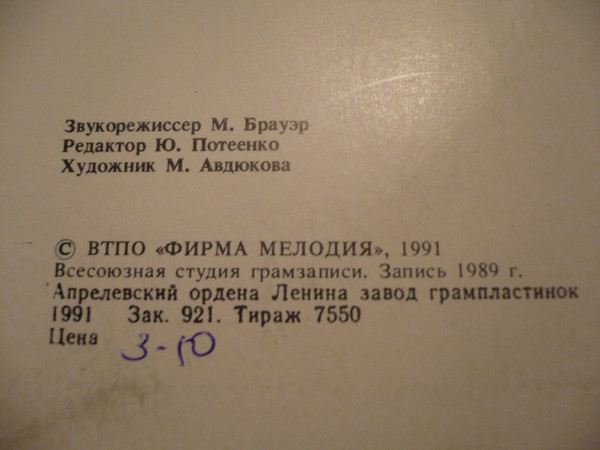 Звукорежиссер М. Брауэр
Редактор Ю. Потеенко
Художник М. Авдюкова
© ВТПО «ФИРМА МЕЛОДИЯ», 1991
Всесоюзная студия грамзаписи. Запись 1989 г.
Апрелевский ордена Ленина завод грампластинок
1991 Зак. 921. Тираж 7550
Цена 3-10